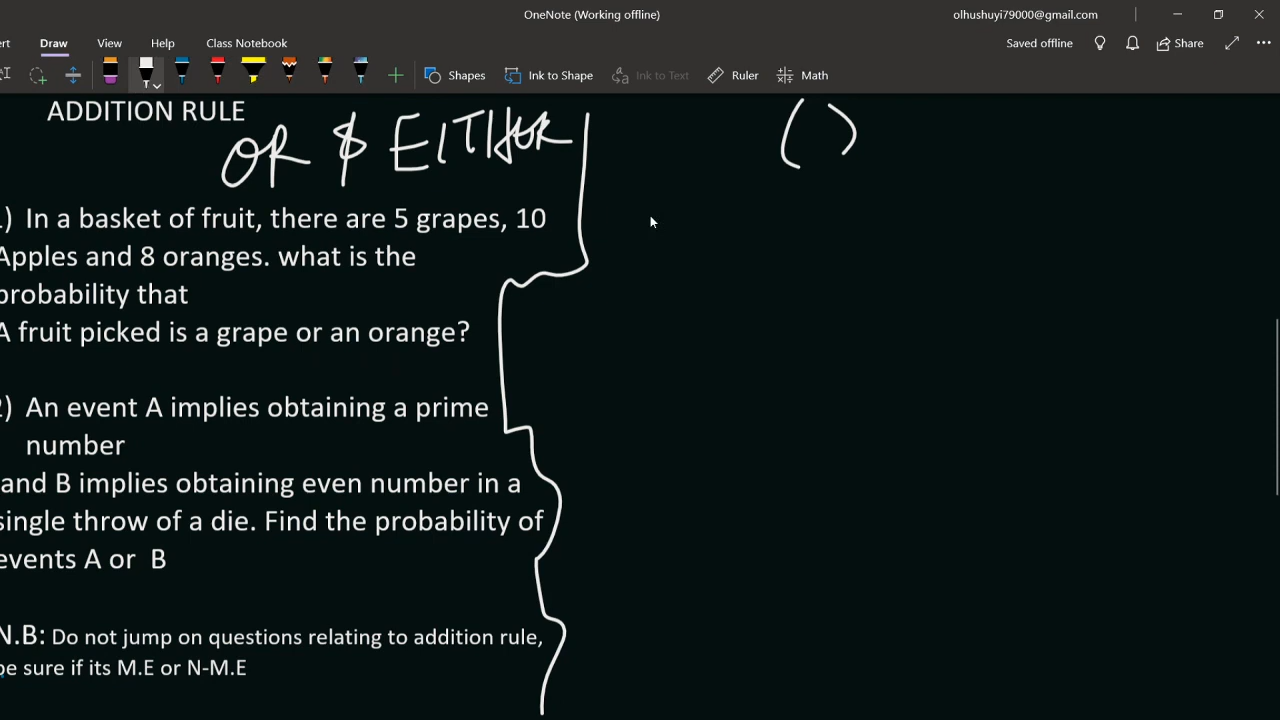 OneNote (Working offline)
olhushuyi79000@gmail.com
Draw
View
Help
Class Notebook
Saved offline
Share
Shapes
Ink to Shape
Ink to Text
Ruler
Math
ADDITION RULE
OR $ EITHER
( )
) In a basket of fruit, there are 5 grapes, 10
Apples and 8 oranges. what is the
probability that
A fruit picked is a grape or an orange?
2) An event A implies obtaining a prime
number
and B implies obtaining even number in a
single throw of a die. Find the probability of
events A or B
N.B: Do not jump on questions relating to addition rule,
be sure if its M.E or N-M.E